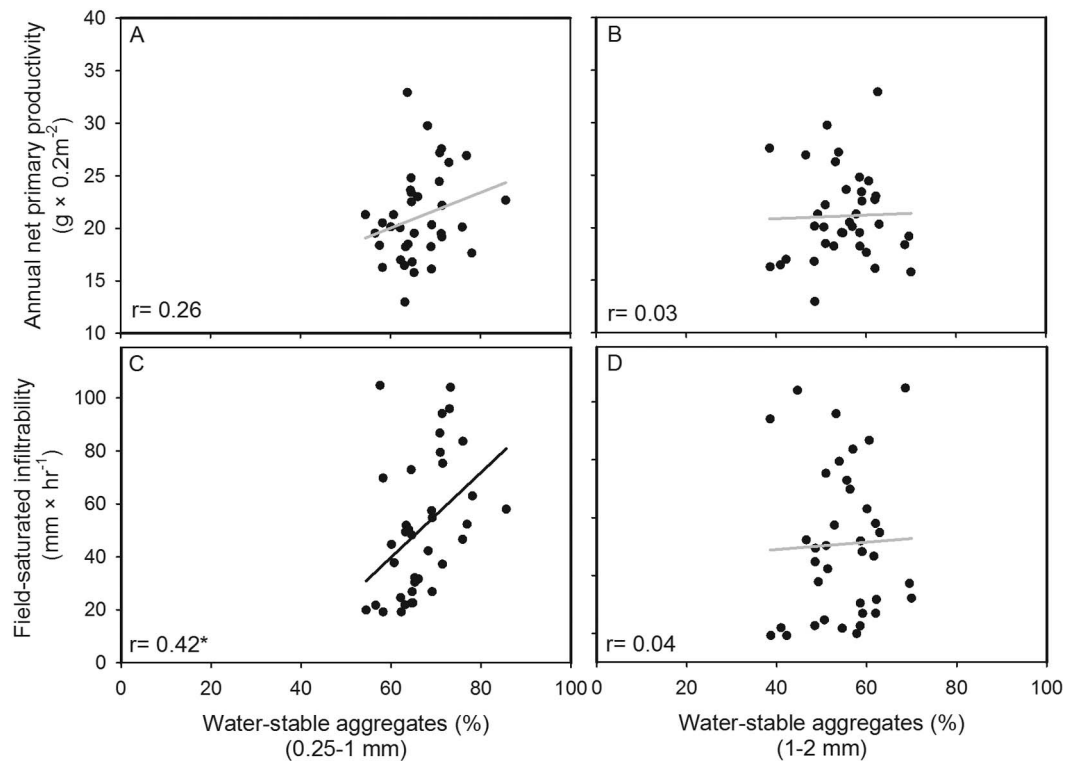 A
B
Annual net primary productivity
(g × 0.2m⁻²)
40
35
30
25
20
15
10
r= 0.26
r= 0.03
C
D
Field-saturated infiltrability
(mm × hr⁻¹)
100
80
60
40
20
0
r= 0.42*
r= 0.04
0 20 40 60 80 100 0 20 40 60 80 100
Water-stable aggregates (%)
(0.25-1 mm)
Water-stable aggregates (%)
(1-2 mm)